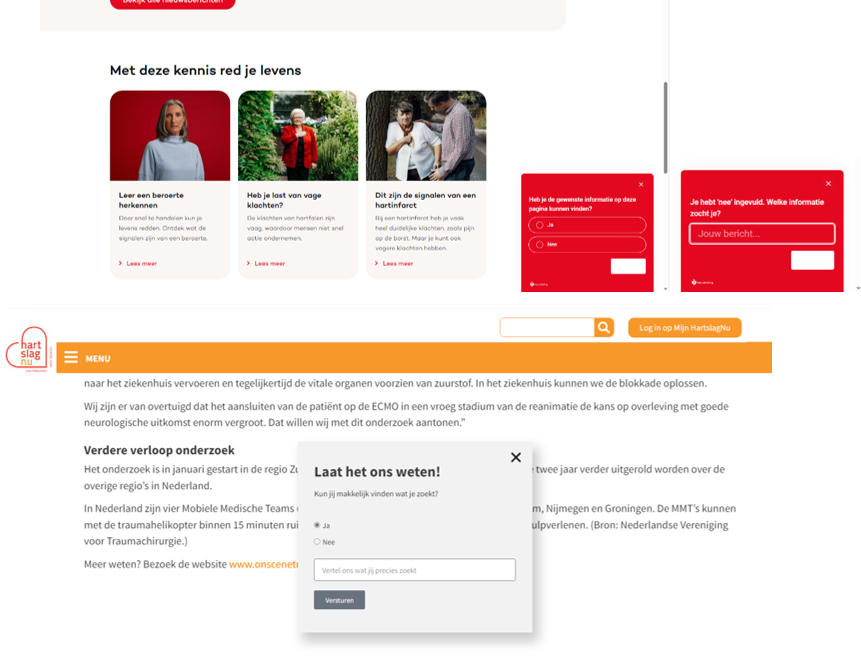 Bekijk alle nieuwsberichten
Met deze kennis red je levens
Leer een beroerte
herkennen
Door snel te handelen kun je
levens redden. Ontdek wat de
signalen zijn van een beroerte.
Lees meer
Heb je last van vage
klachten?
De klachten van hartfalen zijn
vaag, waardoor mensen niet snel
actie ondernemen.
Lees meer
Dit zijn de signalen van een
hartinfarct
Bij een hartinfarct heb je vaak
heel duidelijke klachten, zoals pijn
op de borst. Maar je kunt ook
vagere klachten hebben.
Lees meer
Heb je de gewenste informatie op deze
pagina kunnen vinden?
Ja
Nee
Je hebt 'nee' ingevuld. Welke informatie
zocht je?
Jouw bericht...
hart
slag
nu
Log in op Mijn HartslagNu
MENU
naar het ziekenhuis vervoeren en tegelijkertijd de vitale organen voorzien van zuurstof. In het ziekenhuis kunnen we de blokkade oplossen.
Wij zijn er van overtuigd dat het aansluiten van de patiënt op de ECMO in een vroeg stadium van de reanimatie de kans op overleving met goede
neurologische uitkomst enorm vergroot. Dat willen wij met dit onderzoek aantonen."
Verdere verloop onderzoek
Het onderzoek is in januari gestart in de regio Zu twee jaar verder uitgerold worden over de
overige regio's in Nederland.
In Nederland zijn vier Mobiele Medische Teams m, Nijmegen en Groningen. De MMT's kunnen
met de traumahelikopter binnen 15 minuten rui ulpverlenen. (Bron: Nederlandse Vereniging
voor Traumachirurgie.)
Meer weten? Bezoek de website www.onscenet
Laat het ons weten!
Kun jij makkelijk vinden wat je zoekt?
Ja
Nee
Vertel ons wat jij precies zoekt
Versturen